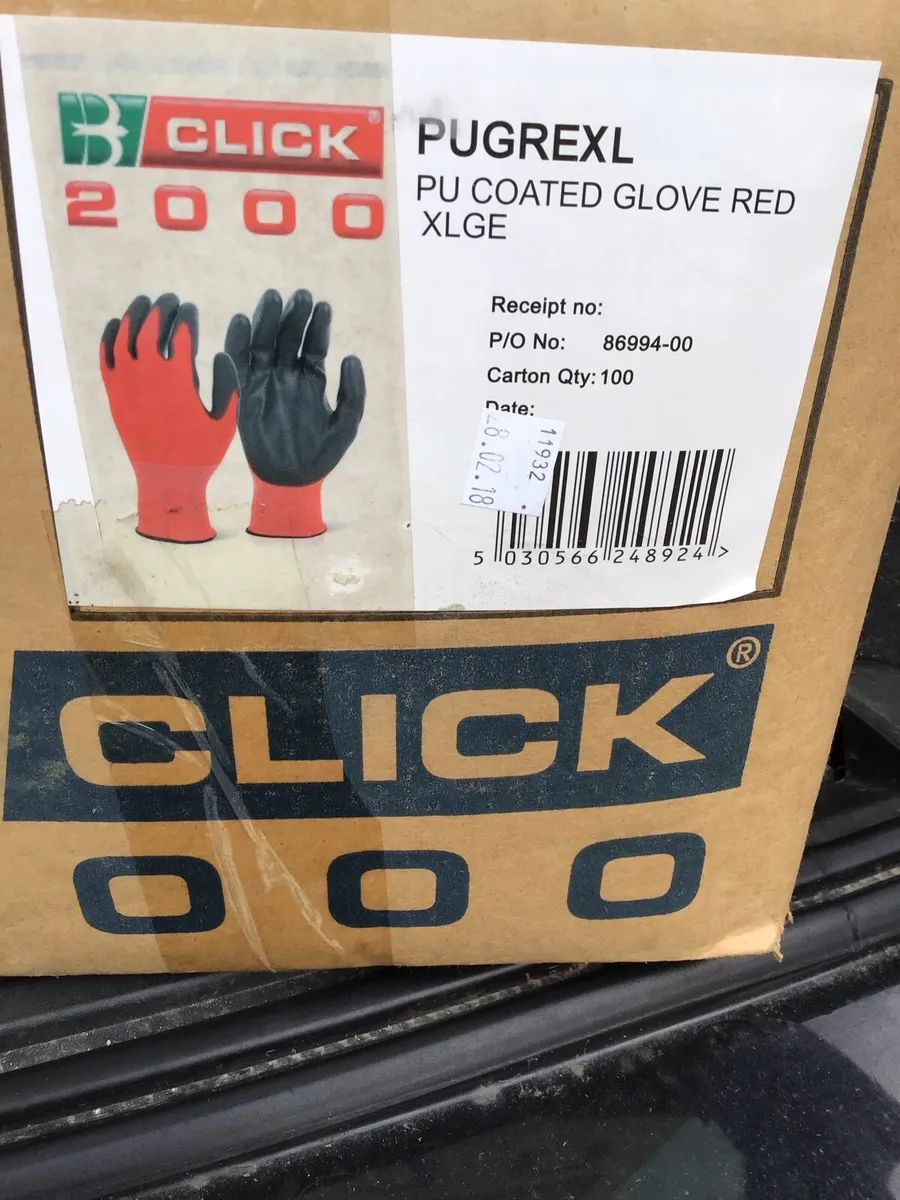 B CLICK®
2000
PUGREXL
PU COATED GLOVE RED
XLGE
Receipt no:
P/O No: 86994-00
Carton Qty: 100
Date:
11932
28.02.18
5 030566 248924 >
CLICK®
000